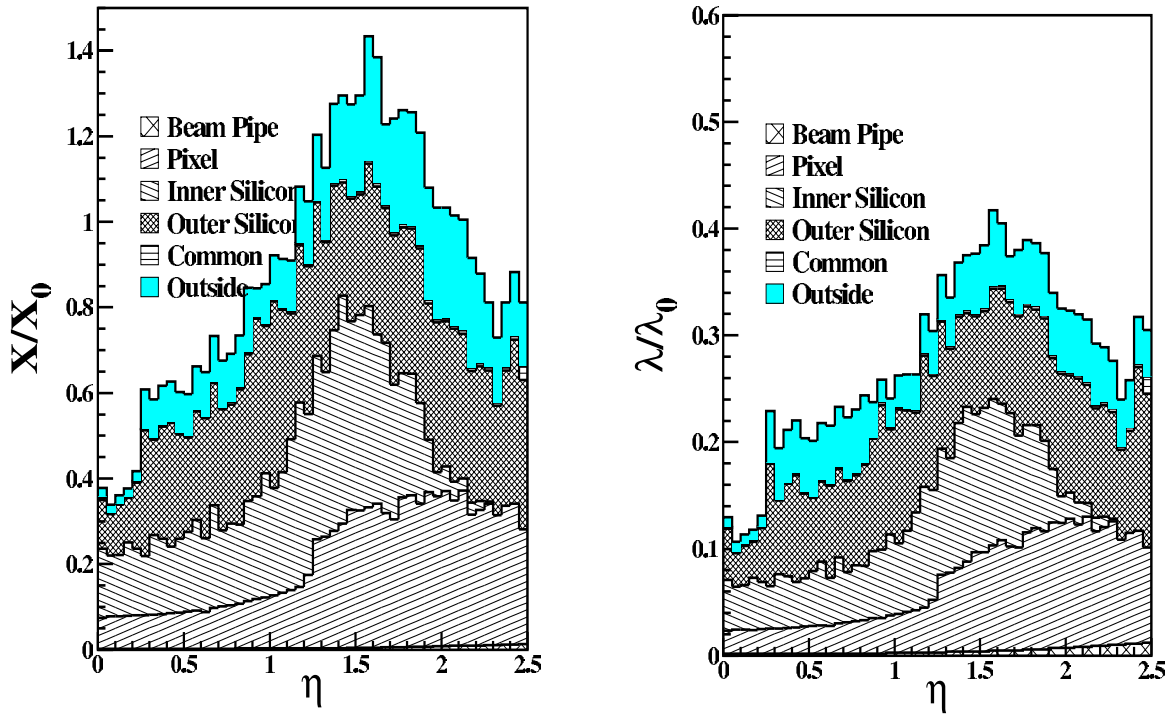 X/X0
1.4
1.2
1
0.8
0.6
0.4
0.2
0
Beam Pipe
Pixel
Inner Silicon
Outer Silicon
Common
Outside
0 0.5 1 1.5 2 2.5
η
λ/λ0
0.6
0.5
0.4
0.3
0.2
0.1
0
Beam Pipe
Pixel
Inner Silicon
Outer Silicon
Common
Outside
0 0.5 1 1.5 2 2.5
η